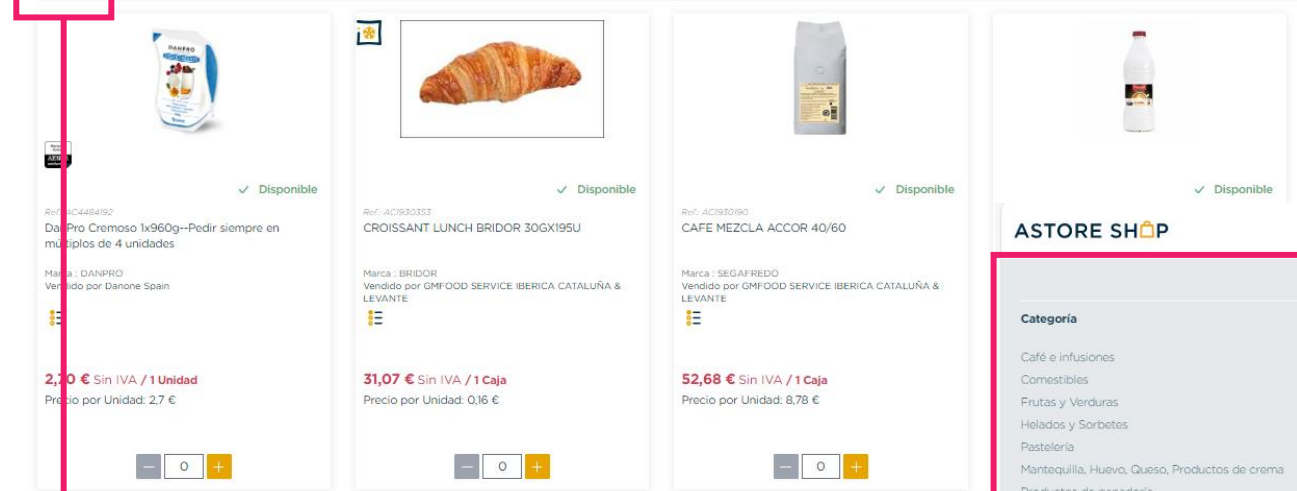 DANPRO
✓ Disponible
Ref.: AC4484192
DanPro Cremoso 1x960g--Pedir siempre en
múltiplos de 4 unidades
Marca : DANPRO
Vendido por Danone Spain
2,70 € Sin IVA / 1 Unidad
Precio por Unidad: 2,7 €
0
✓ Disponible
Ref.: AC1930353
CROISSANT LUNCH BRIDOR 30GX195U
Marca : BRIDOR
Vendido por GMFOOD SERVICE IBERICA CATALUÑA &
LEVANTE
31,07 € Sin IVA / 1 Caja
Precio por Unidad: 0,16 €
0
✓ Disponible
Ref.: AC1930190
CAFE MEZCLA ACCOR 40/60
Marca : SEGAFREDO
Vendido por GMFOOD SERVICE IBERICA CATALUÑA &
LEVANTE
52,68 € Sin IVA / 1 Caja
Precio por Unidad: 8,78 €
0
✓ Disponible
ASTORE SHOP
Categoría
Café e infusiones
Comestibles
Frutas y Verduras
Helados y Sorbetes
Pastelería
Mantequilla, Huevo, Queso, Productos de crema